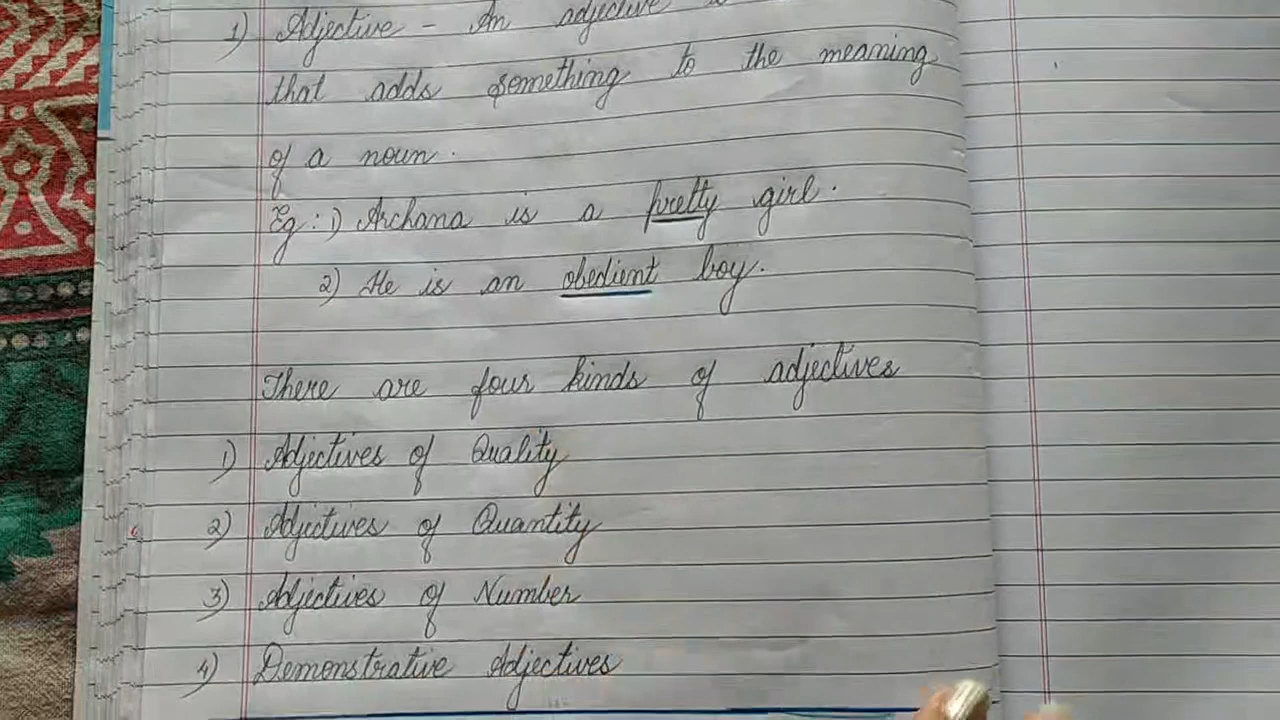 1) Adjective - An adjective
that adds something to the meaning
of a noun.
Eg: 1) Archana is a pretty girl.
2) He is an obedient boy.
There are four kinds of adjectives
1) Adjectives of Quality
2) Adjectives of Quantity
3) Adjectives of Number
4) Demonstrative Adjectives